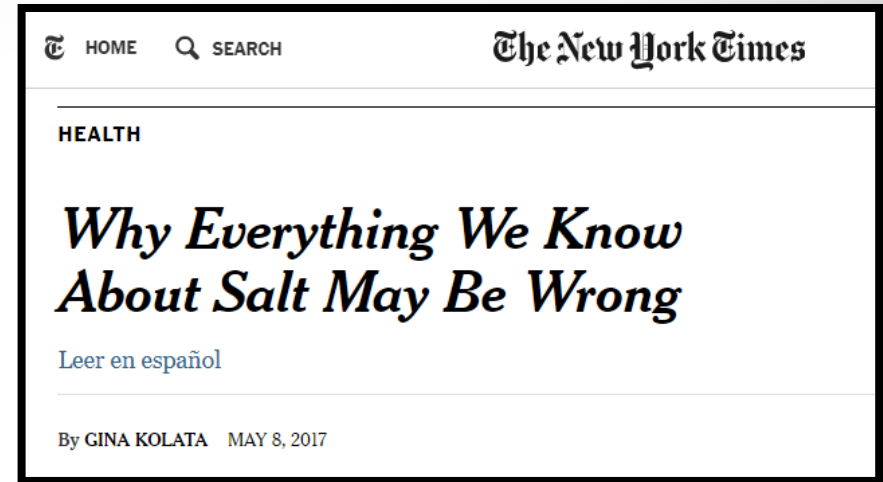 HOME SEARCH The New York Times
HEALTH
Why Everything We Know
About Salt May Be Wrong
Leer en español
By GINA KOLATA MAY 8, 2017